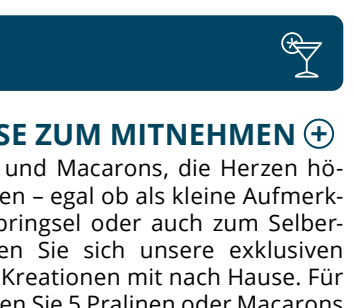 SE ZUM MITNEHMEN
und Macarons, die Herzen hö-
en – egal ob als kleine Aufmerk-
bringsel oder auch zum Selber-
en Sie sich unsere exklusiven
Kreationen mit nach Hause. Für
en Sie 5 Pralinen oder Macarons